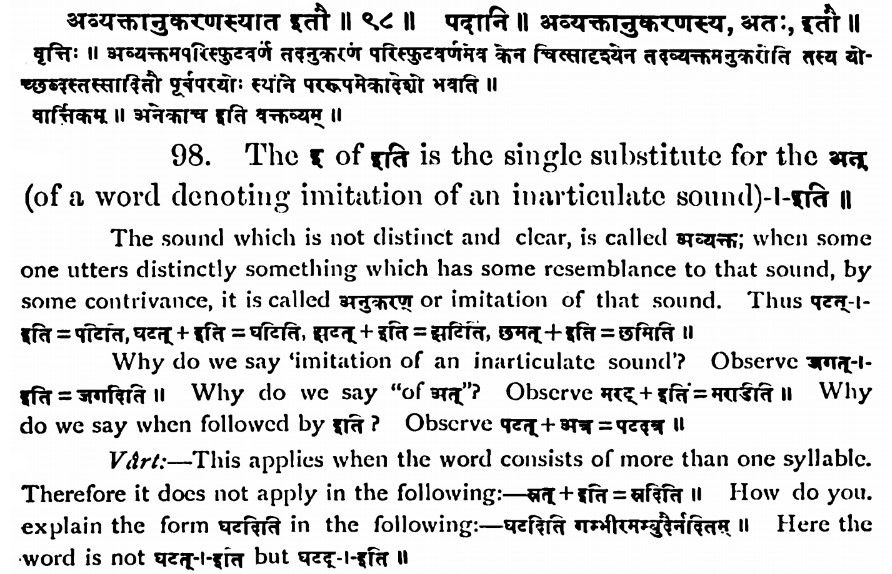 अव्यक्तानुकरणस्यात इतौ ॥ ९८ ॥ पदानि ॥ अव्यक्तानुकरणस्य, अतः, इतौ ॥
वृत्तिः ॥ अव्यक्तमपरिस्फुटवर्णं तदनुकरणं परिस्फुटवर्णमेव केन चित्सादृश्येन तदव्यक्तमनुकरोति तस्य यो-
च्छब्दस्तस्मादितौ पूर्वपरयोः स्थाने पररूपमेकादेशो भवति ॥
वार्त्तिकम् ॥ अनेकाच इति वक्तव्यम् ॥
98. The इ of इति is the single substitute for the अत्
(of a word denoting imitation of an inarticulate sound)-।-इति ॥
The sound which is not distinct and clear, is called अव्यक्त; when some
one utters distinctly something which has some resemblance to that sound, by
some contrivance, it is called अनुकरण or imitation of that sound. Thus पटत्-।-
इति = पटिति, घटत् + इति = घटिति, झटत् + इति = झटिति, छमत् + इति = छमिति ॥
Why do we say 'imitation of an inarticulate sound'? Observe जगत्-।-
इति = जगदिति ॥ Why do we say "of अत्"? Observe मरट् + इति = मरडिति ॥ Why
do we say when followed by इति ? Observe पटत् + अत्र = पटदत्र ॥
Vârt:—This applies when the word consists of more than one syllable.
Therefore it does not apply in the following:—स्रत् + इति = स्रदिति ॥ How do you.
explain the form घटदिति in the following:—घटदिति गम्भीरमम्बुदैर्नदितम् ॥ Here the
word is not घटत्-।-इति but घटद्-।-इति ॥